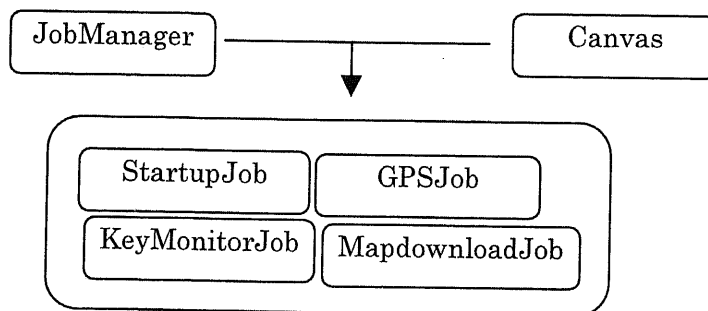 JobManager
Canvas
StartupJob
GPSJob
KeyMonitorJob
MapdownloadJob